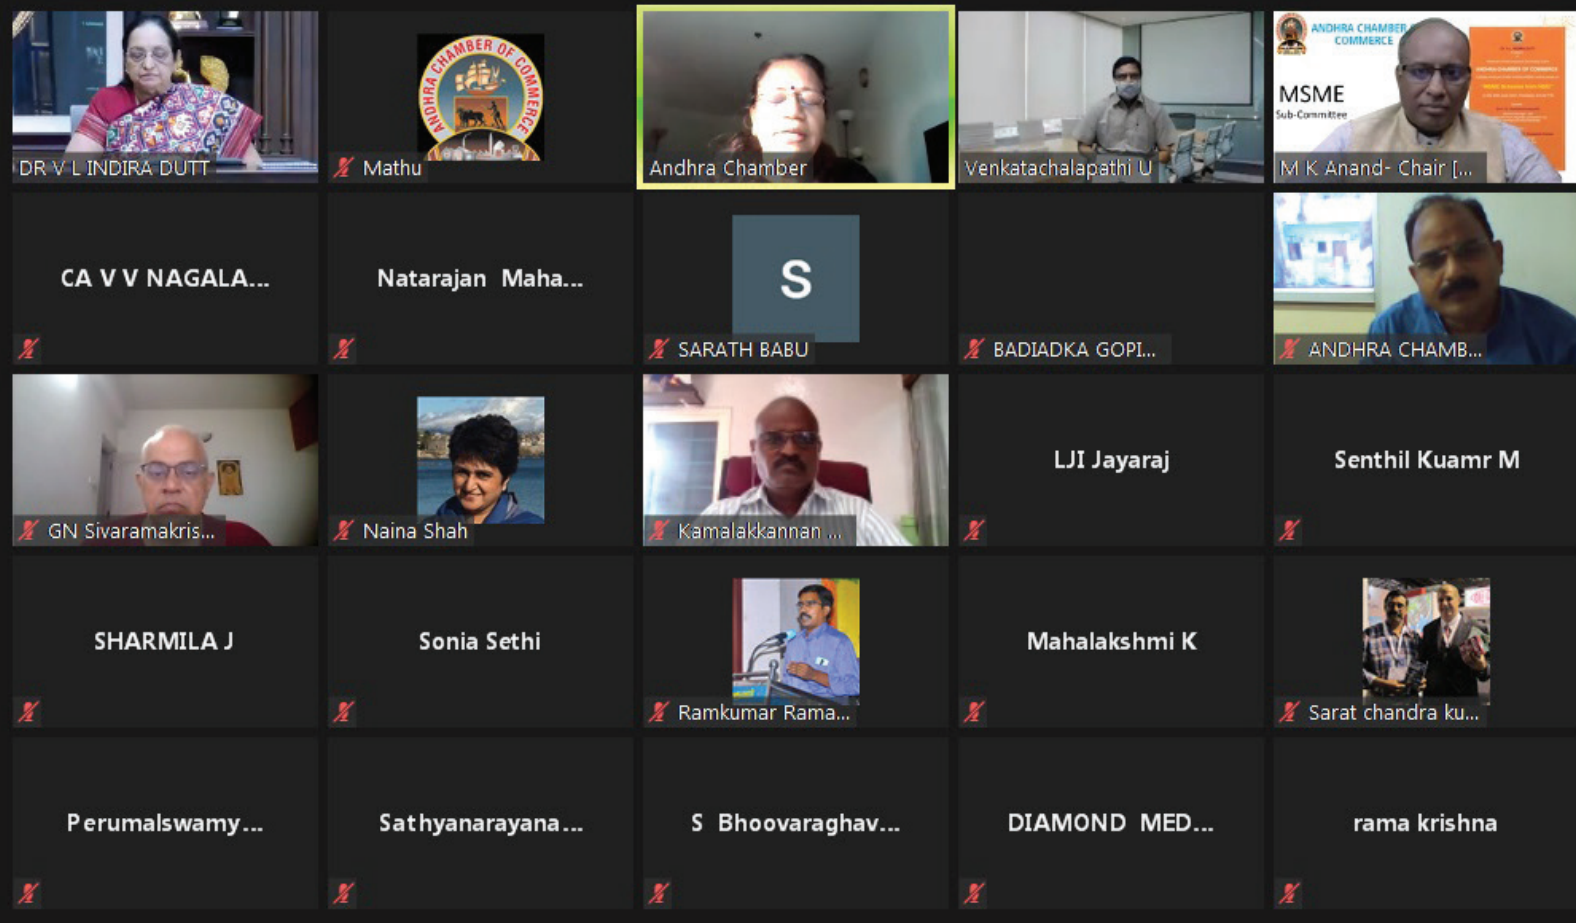 DR V L INDIRA DUTT
ANDHRA CHAMBER OF COMMERCE
Mathu
Andhra Chamber
Venkatachalapathi U
ANDHRA CHAMBER
COMMERCE
MSME
Sub-Committee
M K Anand- Chair [...
CA V V NAGALA...
Natarajan Maha...
S
SARATH BABU
BADIADKA GOPI...
ANDHRA CHAMB...
GN Sivaramakris...
Naina Shah
Kamalakkannan ...
LJI Jayaraj
Senthil Kuamr M
SHARMILA J
Sonia Sethi
Ramkumar Rama...
Mahalakshmi K
Sarat chandra ku...
Perumalswamy...
Sathyanarayana...
S Bhoovaraghav...
DIAMOND MED...
rama krishna